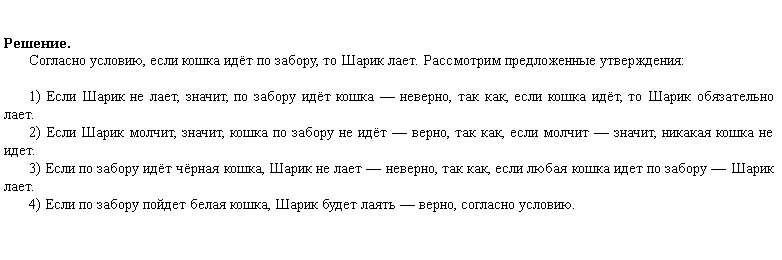 Решение.
Согласно условию, если кошка идёт по забору, то Шарик лает. Рассмотрим предложенные утверждения:
1) Если Шарик не лает, значит, по забору идёт кошка — неверно, так как, если кошка идёт, то Шарик обязательно
лает.
2) Если Шарик молчит, значит, кошка по забору не идёт — верно, так как, если молчит — значит, никакая кошка не
идет.
3) Если по забору идёт чёрная кошка, Шарик не лает — неверно, так как, если любая кошка идет по забору — Шарик
лает.
4) Если по забору пойдет белая кошка, Шарик будет лаять — верно, согласно условию.